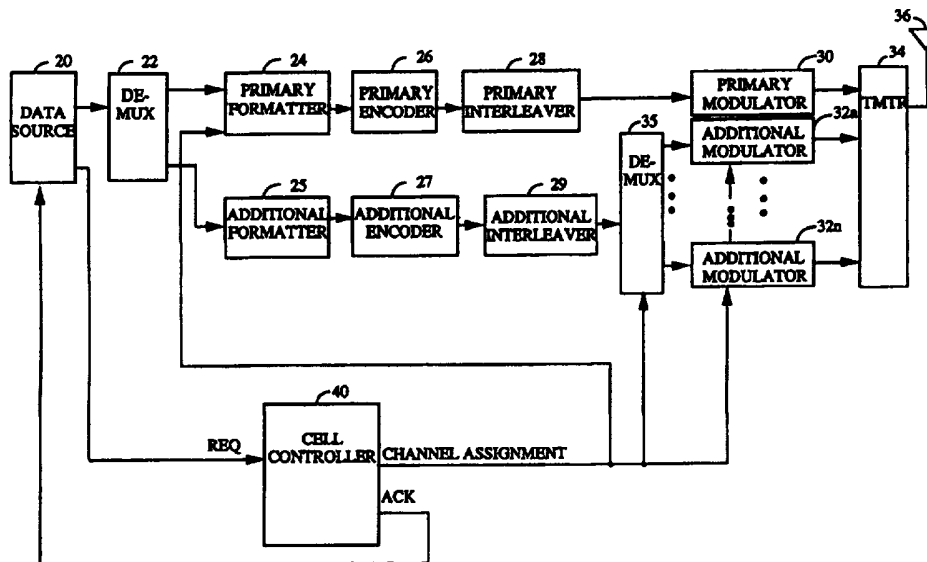 36
20
22
24
26
28
30
34
DATA
SOURCE
DE-
MUX
PRIMARY
FORMATTER
PRIMARY
ENCODER
PRIMARY
INTERLEAVER
PRIMARY
MODULATOR
TMTR
32a
35
ADDITIONAL
MODULATOR
DE-
MUX
25
27
29
ADDITIONAL
FORMATTER
ADDITIONAL
ENCODER
ADDITIONAL
INTERLEAVER
32n
ADDITIONAL
MODULATOR
40
REQ
CELL
CONTROLLER
CHANNEL ASSIGNMENT
ACK